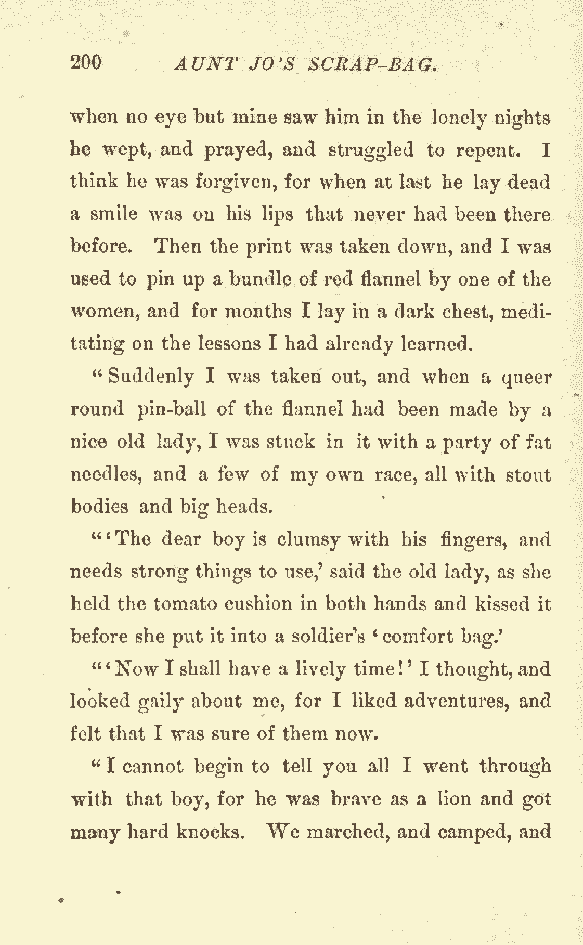 200 AUNT JO'S SCRAP-BAG.
when no eye but mine saw him in the lonely nights
he wept, and prayed, and struggled to repent. I
think he was forgiven, for when at last he lay dead
a smile was on his lips that never had been there
before. Then the print was taken down, and I was
used to pin up a bundle of red flannel by one of the
women, and for months I lay in a dark chest, medi-
tating on the lessons I had already learned.
"Suddenly I was taken out, and when a queer
round pin-ball of the flannel had been made by a
nice old lady, I was stuck in it with a party of fat
needles, and a few of my own race, all with stout
bodies and big heads.
"'The dear boy is clumsy with his fingers, and
needs strong things to use,' said the old lady, as she
held the tomato cushion in both hands and kissed it
before she put it into a soldier's 'comfort bag.'
"'Now I shall have a lively time!' I thought, and
looked gaily about me, for I liked adventures, and
felt that I was sure of them now.
"I cannot begin to tell you all I went through
with that boy, for he was brave as a lion and got
many hard knocks. We marched, and camped, and